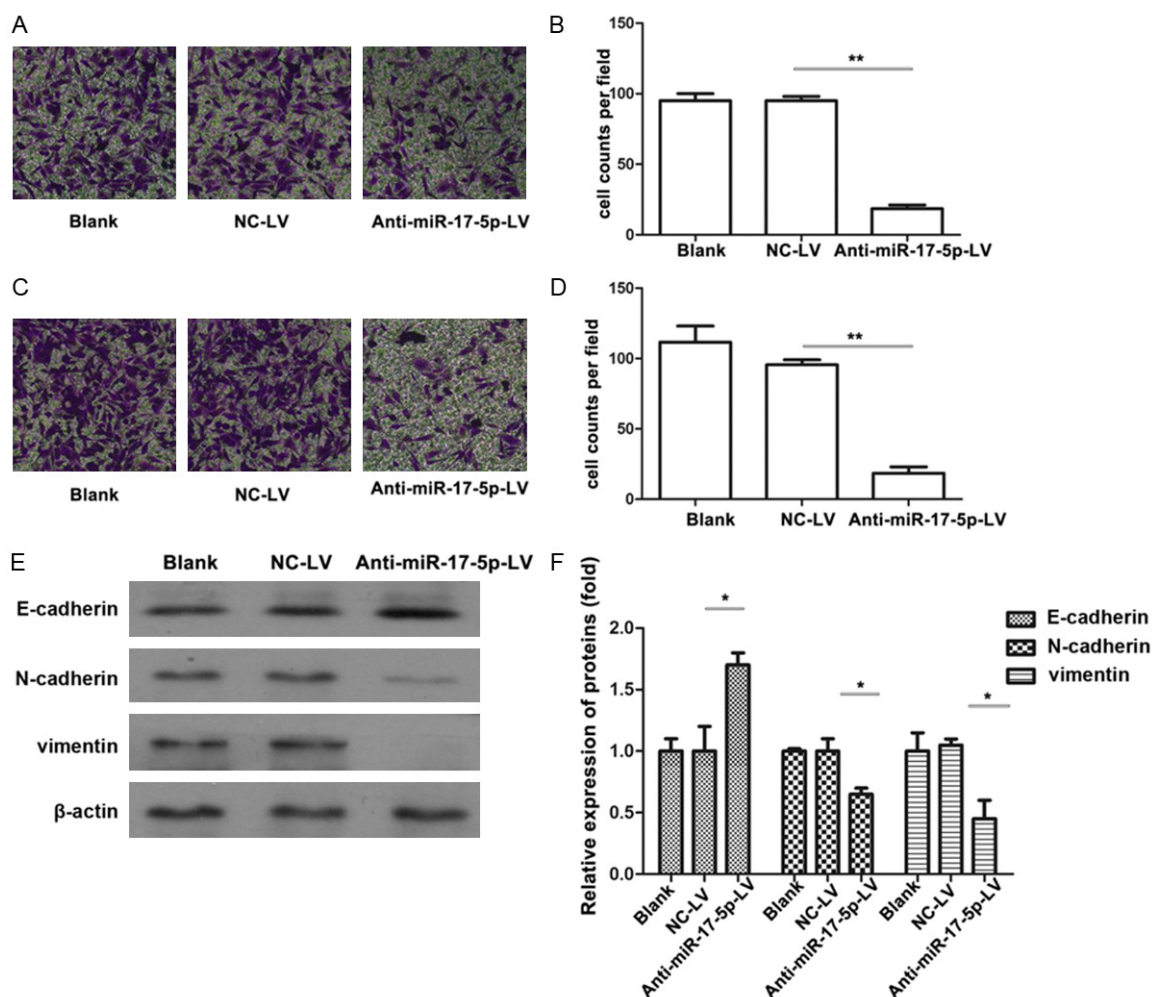 A
Blank
NC-LV
Anti-miR-17-5p-LV
B
cell counts per field
150
100
50
0
**
Blank
NC-LV
Anti-miR-17-5p-LV
C
Blank
NC-LV
Anti-miR-17-5p-LV
D
cell counts per field
150
100
50
0
**
Blank
NC-LV
Anti-miR-17-5p-LV
E
Blank
NC-LV
Anti-miR-17-5p-LV
E-cadherin
N-cadherin
vimentin
β-actin
F
Relative expression of proteins (fold)
2.0
1.5
1.0
0.5
0.0
*
*
*
E-cadherin
N-cadherin
vimentin
Blank
NC-LV
Anti-miR-17-5p-LV
Blank
NC-LV
Anti-miR-17-5p-LV
Blank
NC-LV
Anti-miR-17-5p-LV